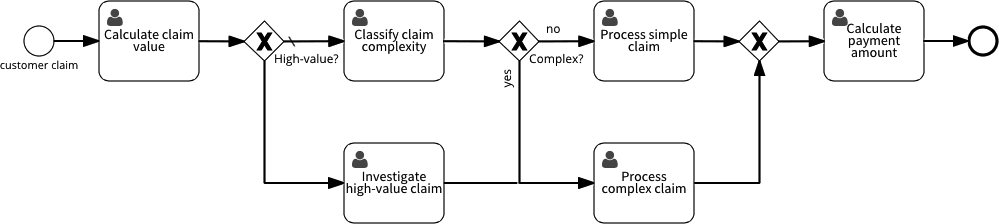 customer claim
Calculate claim
value
High-value?
Classify claim
complexity
Investigate
high-value claim
no
Complex?
yes
Process simple
claim
Process
complex claim
Calculate
payment
amount